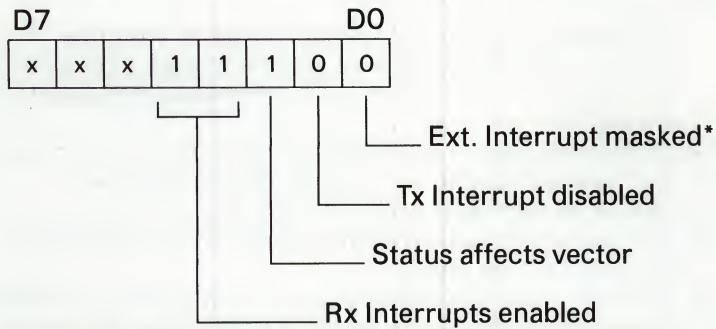 D7 D0
x x x 1 1 1 0 0
Ext. Interrupt masked*
Tx Interrupt disabled
Status affects vector
Rx Interrupts enabled